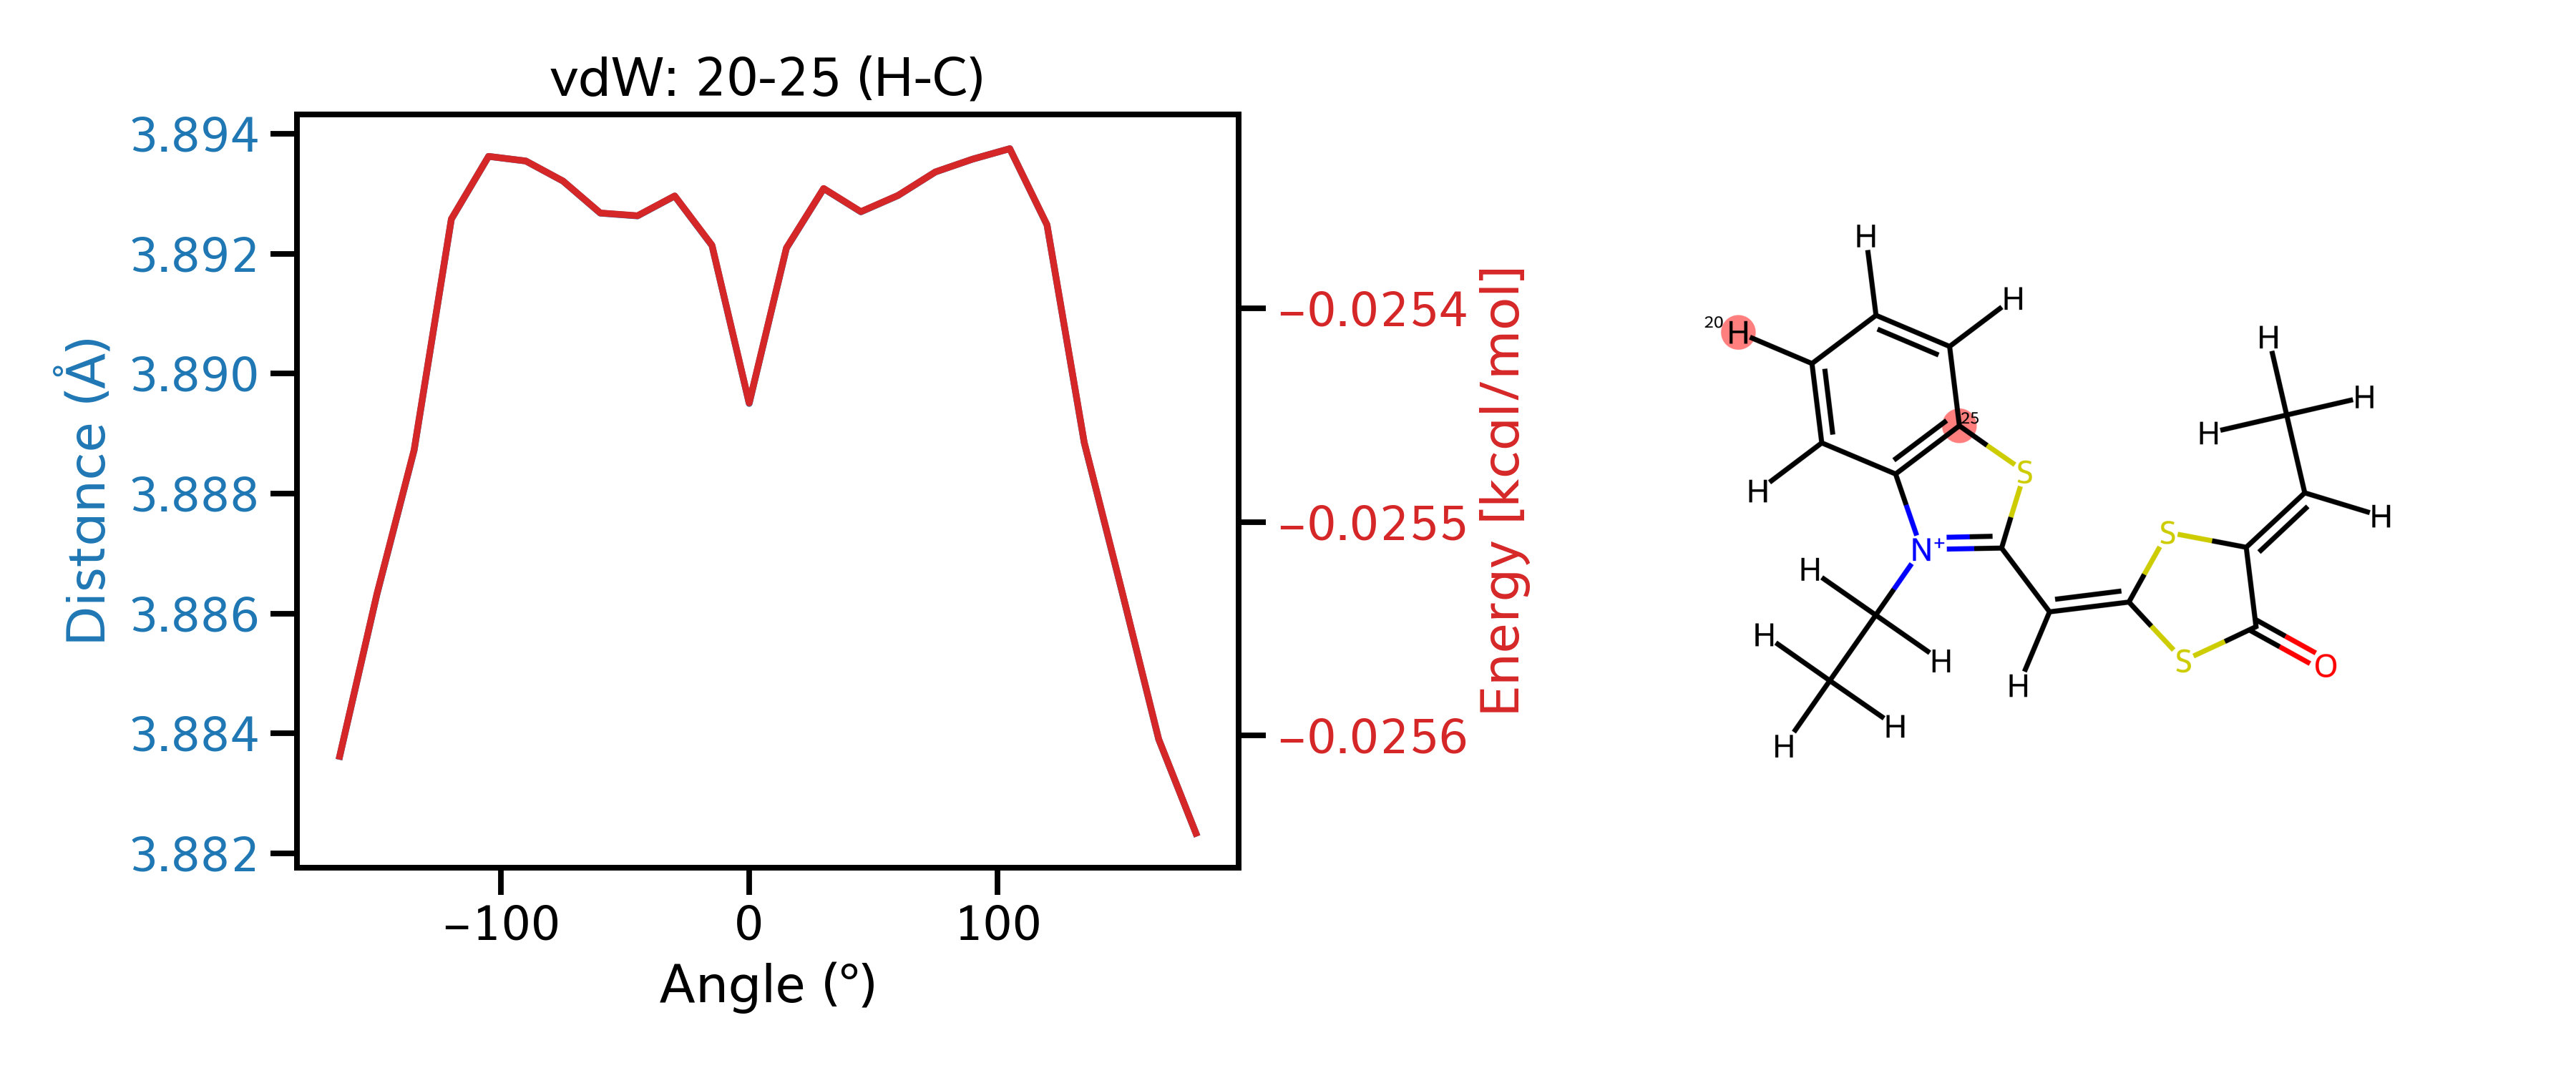 vdW: 20-25 (H-C)
3.894
3.892
3.890
3.888
3.886
3.884
3.882
Distance (Å)
−100
0
100
Angle (°)
−0.0254
−0.0255
−0.0256
Energy [kcal/mol]
H
H
20
H
H
H
25
H
H
S
H
S
H
N+
H
H
H
S
O
H
H
H